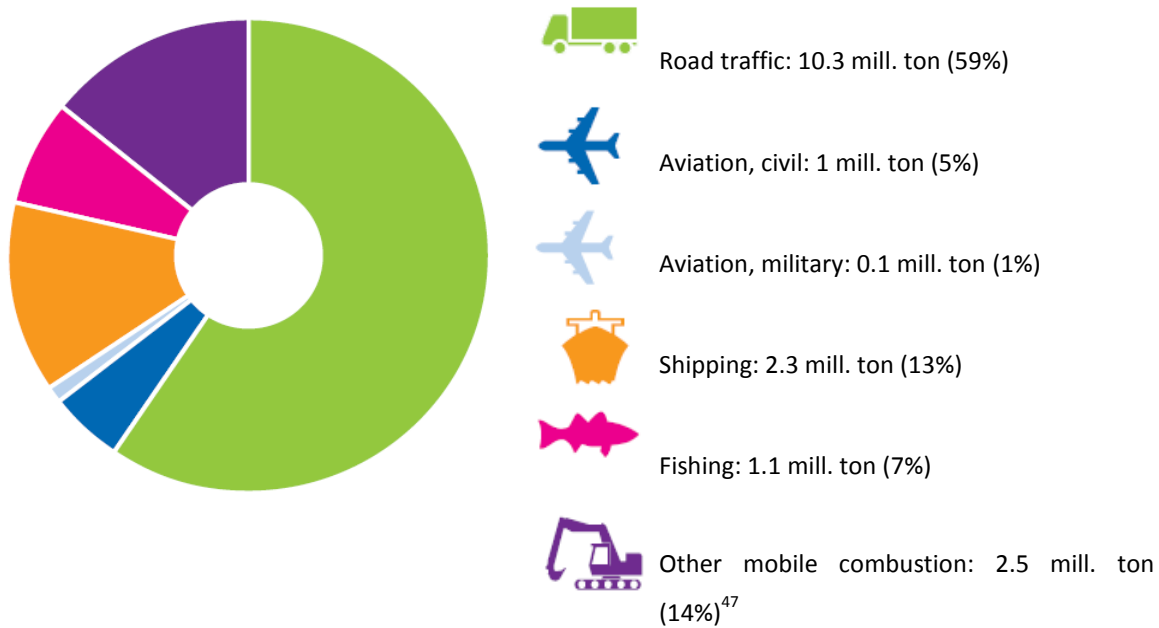 Road traffic: 10.3 mill. ton (59%)
Aviation, civil: 1 mill. ton (5%)
Aviation, military: 0.1 mill. ton (1%)
Shipping: 2.3 mill. ton (13%)
Fishing: 1.1 mill. ton (7%)
Other mobile combustion: 2.5 mill. ton
(14%)47